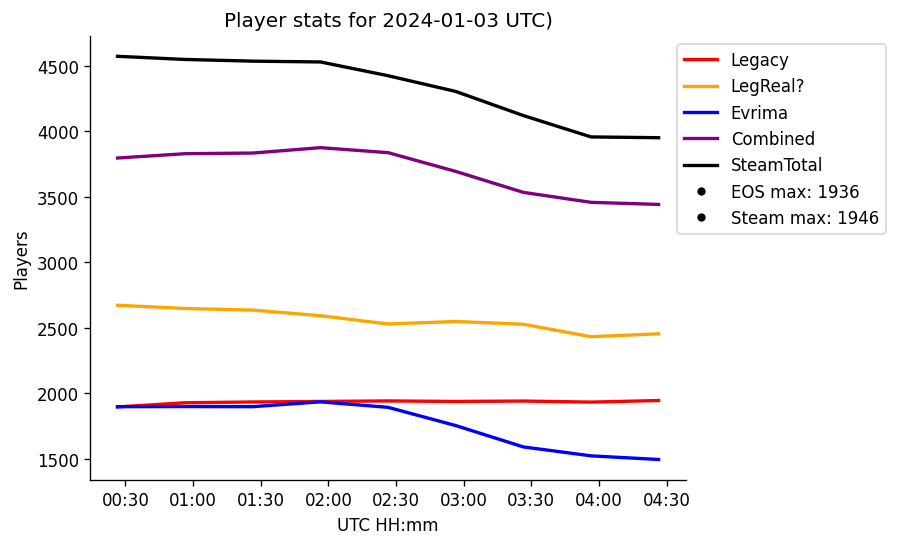 Player stats for 2024-01-03 UTC)
4500
4000
3500
3000
2500
2000
1500
Players
00:30 01:00 01:30 02:00 02:30 03:00 03:30 04:00 04:30
UTC HH:mm
Legacy
LegReal?
Evrima
Combined
SteamTotal
EOS max: 1936
Steam max: 1946